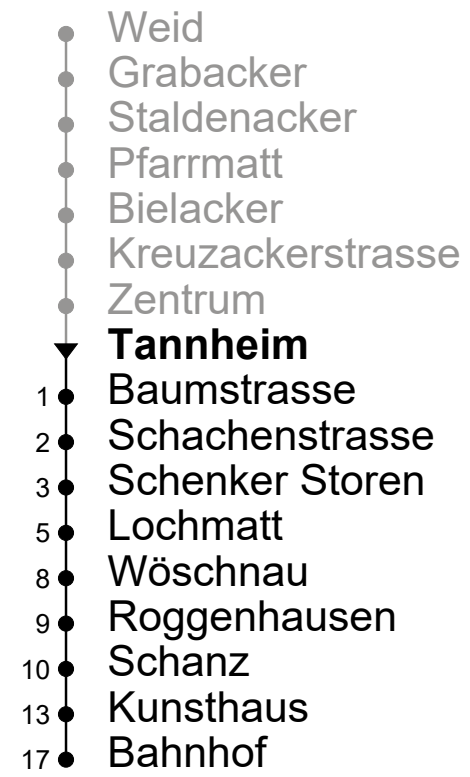 Weid
Grabacker
Staldenacker
Pfarrmatt
Bielacker
Kreuzackerstrasse
Zentrum
Tannheim
1 Baumstrasse
2 Schachenstrasse
3 Schenker Storen
5 Lochmatt
8 Wöschnau
9 Roggenhausen
10 Schanz
13 Kunsthaus
17 Bahnhof